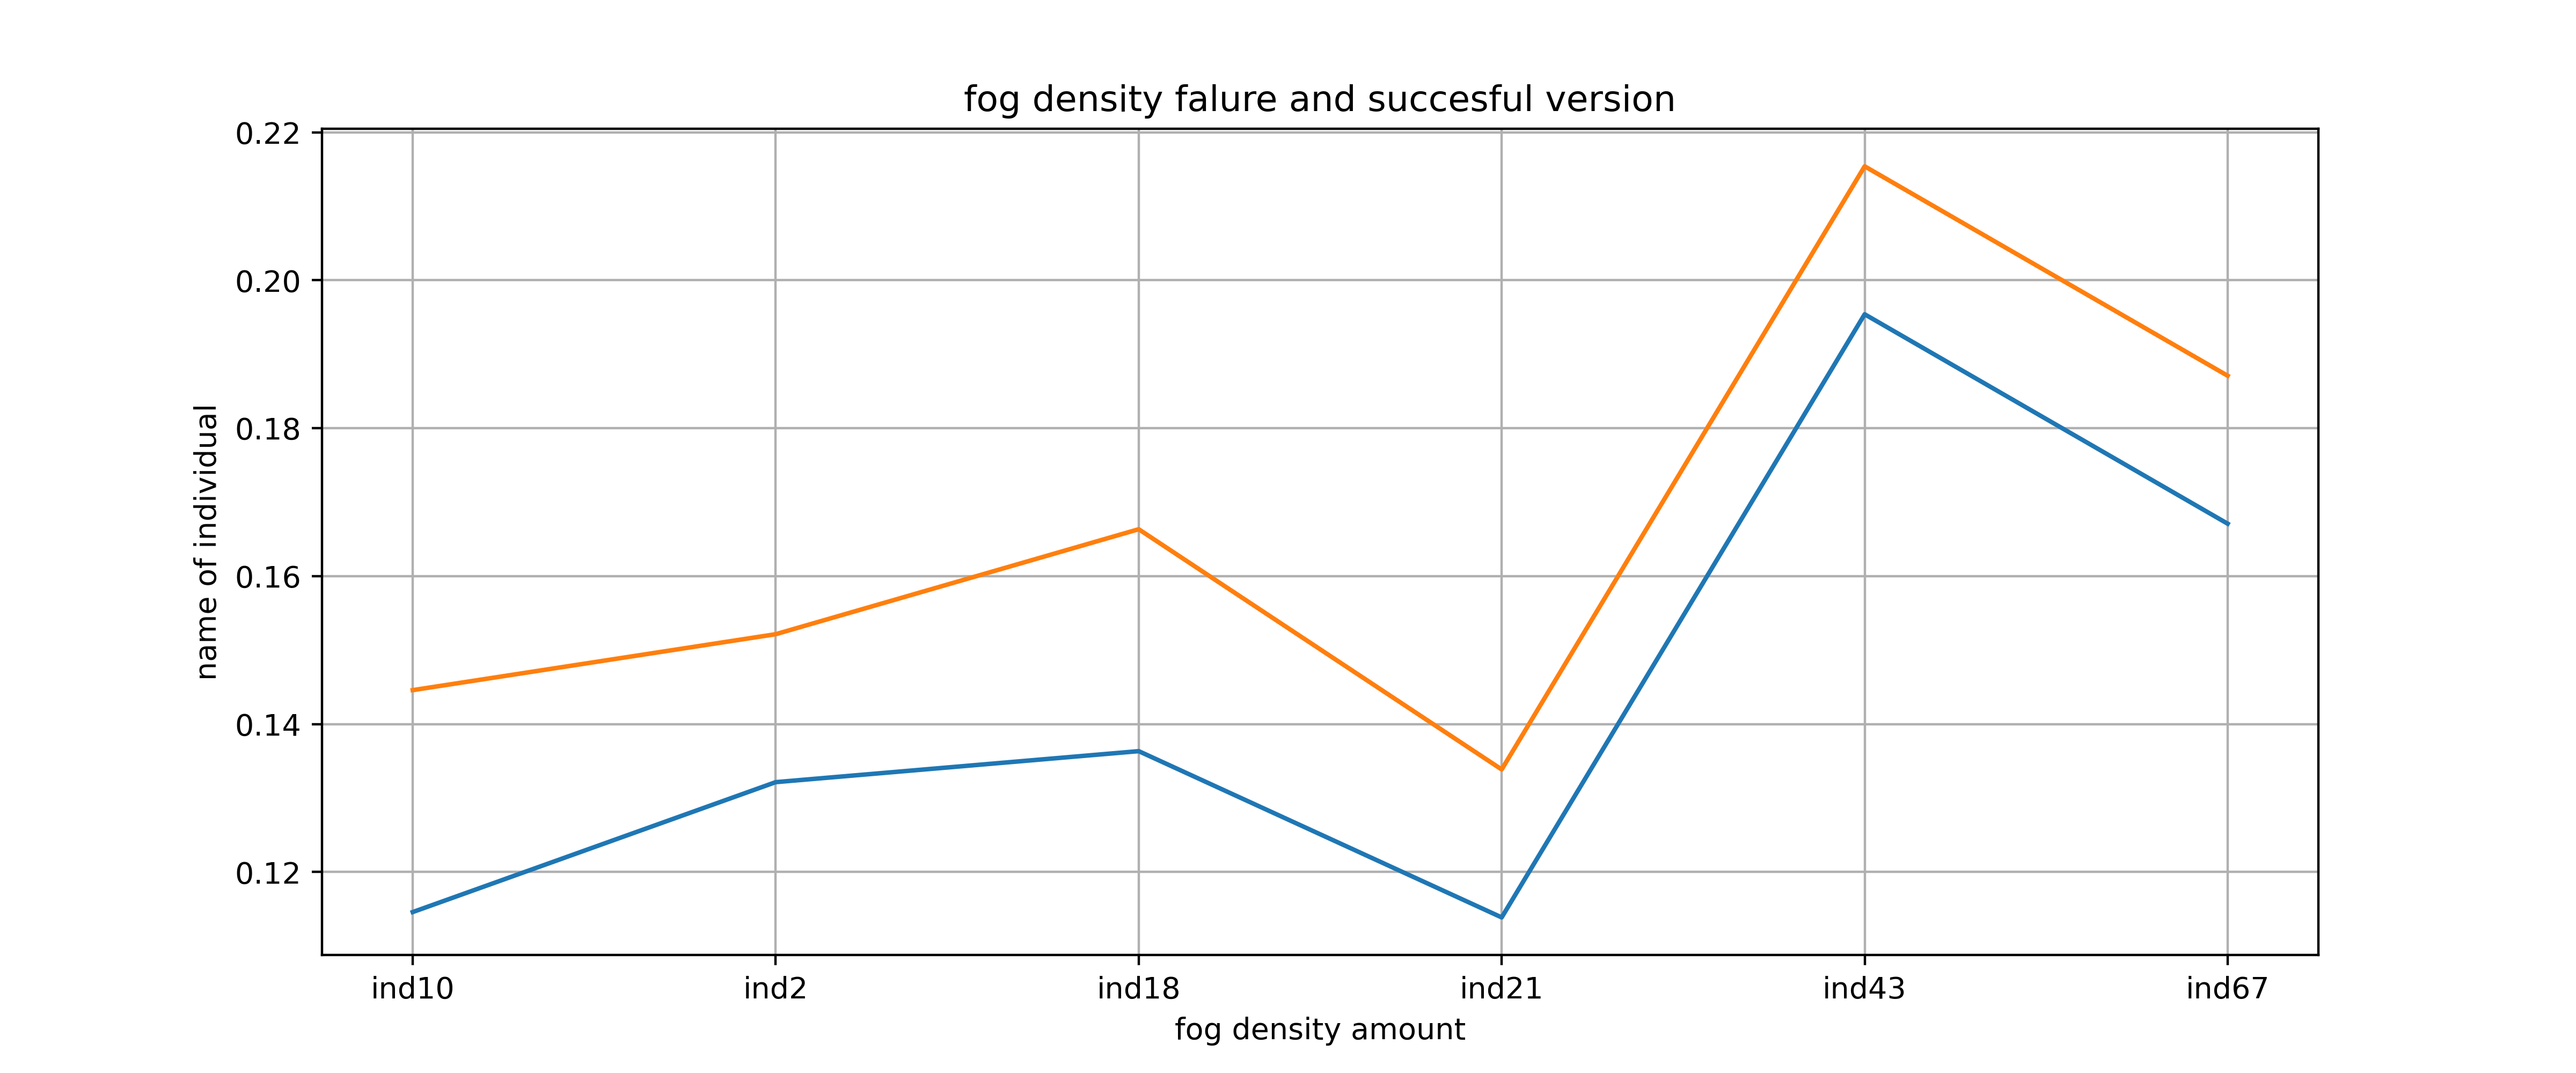 fog density falure and succesful version
0.22
0.20
0.18
0.16
0.14
0.12
name of individual
ind10 ind2 ind18 ind21 ind43 ind67
fog density amount